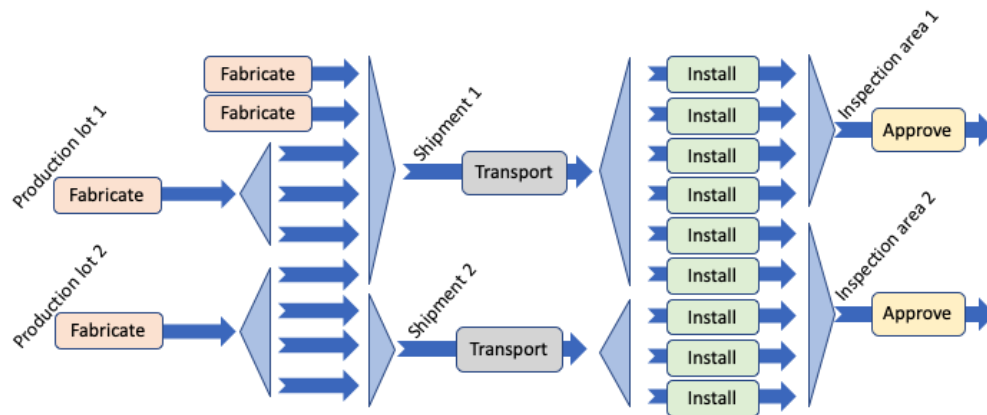 Fabricate
Fabricate
Production lot 1
Fabricate
Production lot 2
Fabricate
Shipment 1
Transport
Shipment 2
Transport
Install
Install
Install
Install
Install
Install
Install
Install
Install
Inspection area 1
Approve
Inspection area 2
Approve